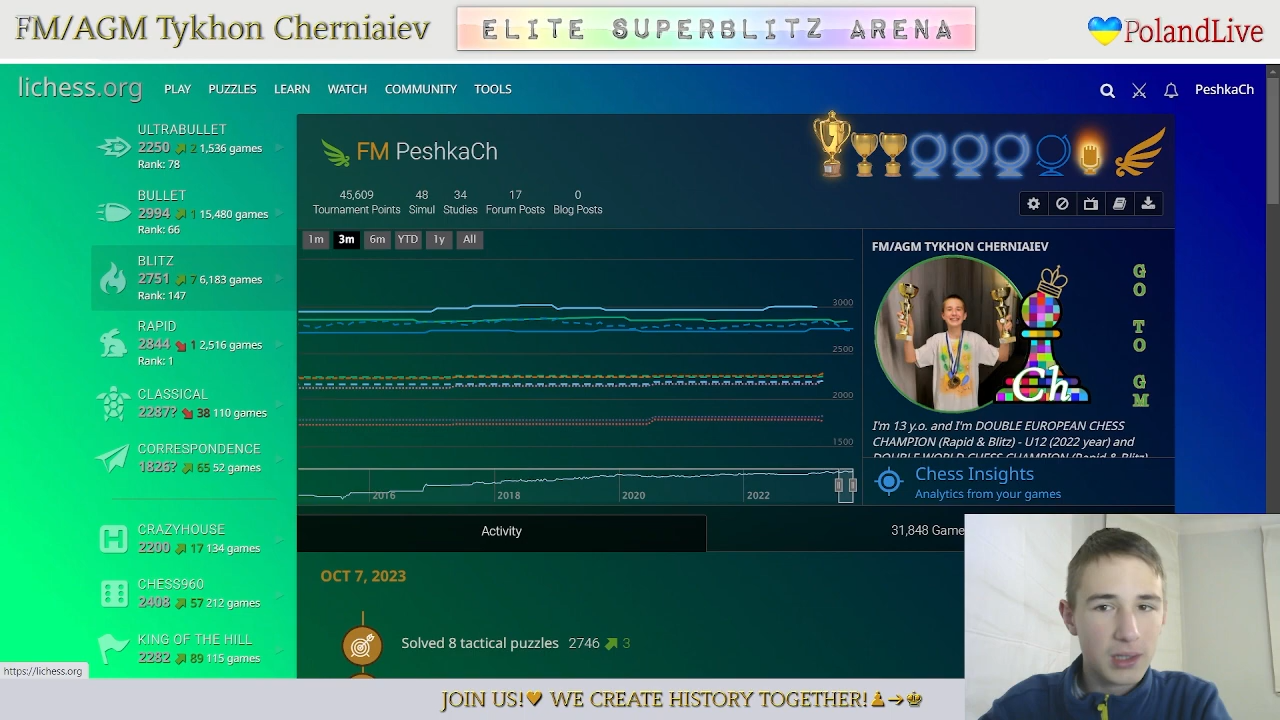 FM/AGM Tykhon Cherniaiev
ELITE SUPERBLITZ ARENA
PolandLive
lichess.org PLAY PUZZLES LEARN WATCH COMMUNITY TOOLS PeshkaCh
ULTRABULLET
2250 2 1,536 games
Rank: 78
BULLET
2994 1 15,480 games
Rank: 66
BLITZ
2751 7 6,183 games
Rank: 147
RAPID
2844 1 2,516 games
Rank: 1
CLASSICAL
2287? 38 110 games
CORRESPONDENCE
1826? 65 52 games
CRAZYHOUSE
2200 17 134 games
CHESS960
2408 57 212 games
KING OF THE HILL
2282 89 115 games
https://lichess.org
FM PeshkaCh
45,609 48 34 17 0
Tournament Points Simul Studies Forum Posts Blog Posts
1m 3m 6m YTD 1y All
3000
2500
2000
1500
2016 2018 2020 2022
FM/AGM TYKHON CHERNIAIEV
Ch
GO
TO
GM
I'm 13 y.o. and I'm DOUBLE EUROPEAN CHESS
CHAMPION (Rapid & Blitz) - U12 (2022 year) and
DOUBLE WORLD CHESS CHAMPION (Rapid & Blitz)
Chess Insights
Analytics from your games
Activity
31,848 Game
OCT 7, 2023
Solved 8 tactical puzzles 2746 3
JOIN US! WE CREATE HISTORY TOGETHER!